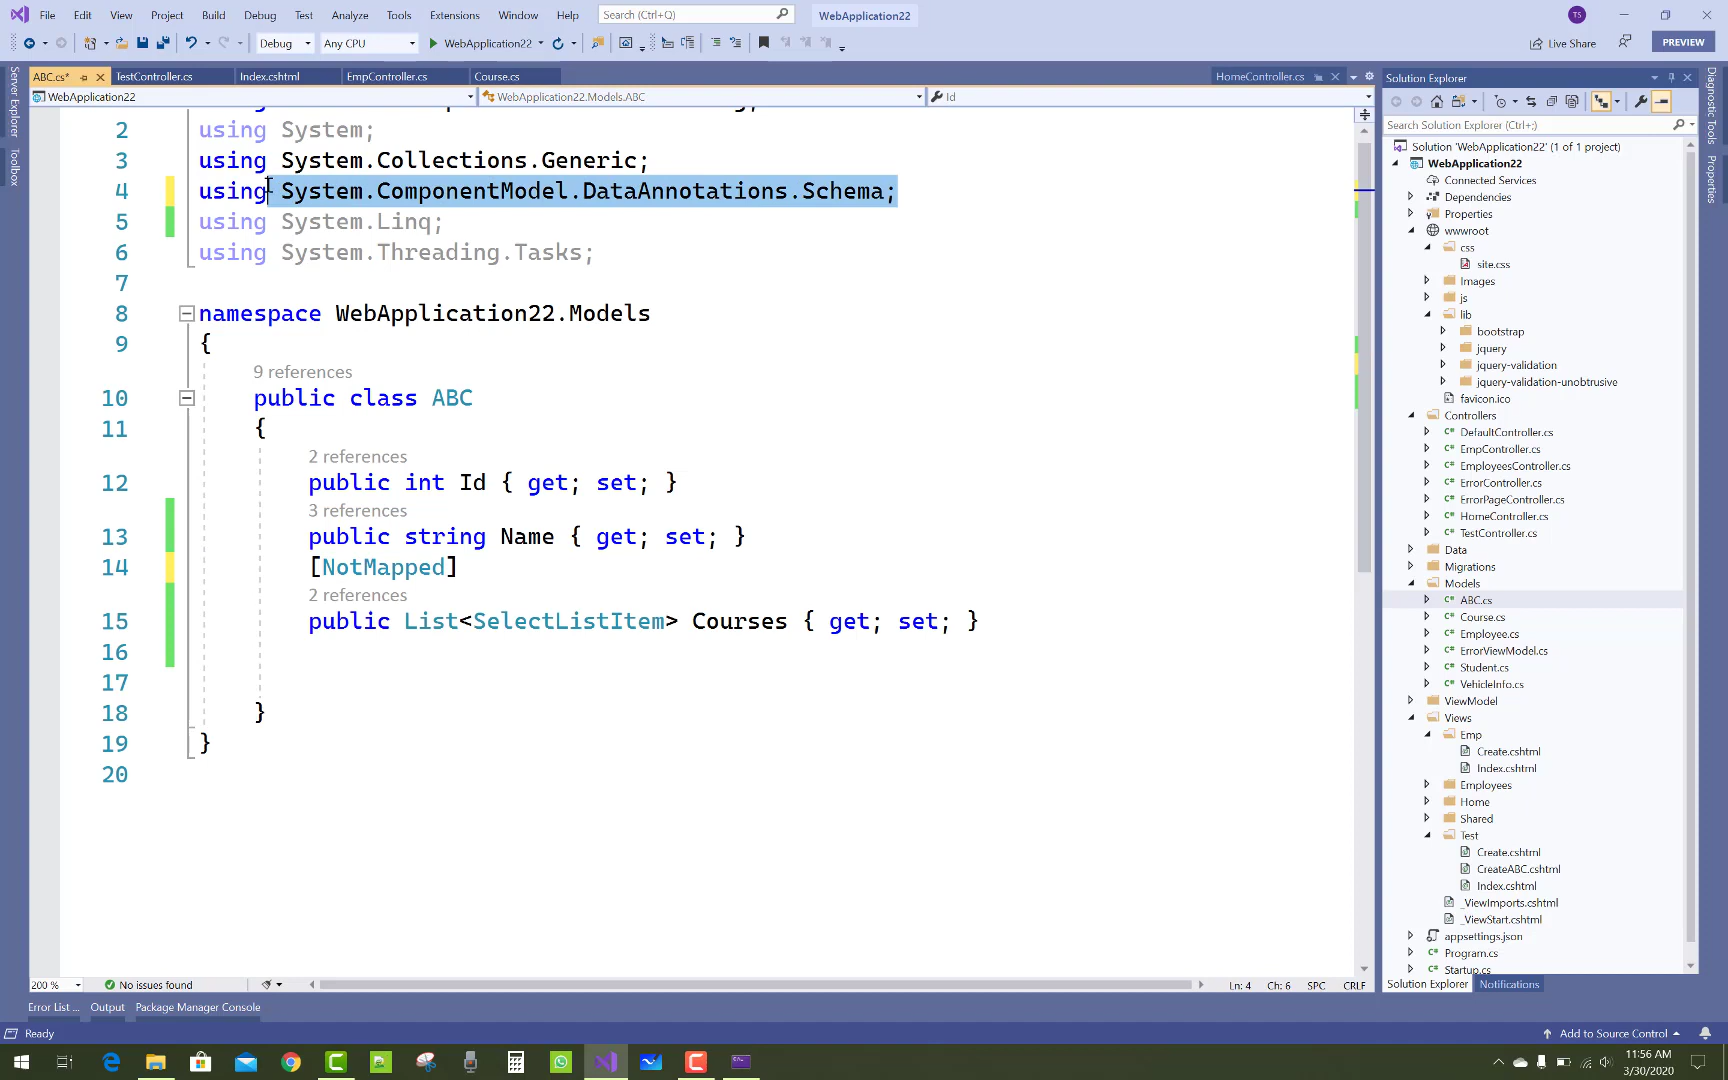 File Edit View Project Build Debug Test Analyze Tools Extensions Window Help Search (Ctrl+Q) WebApplication22 TS
Debug Any CPU WebApplication22 Live Share PREVIEW
ABC.cs* TestController.cs Index.cshtml EmpController.cs Course.cs HomeController.cs
WebApplication22 WebApplication22.Models.ABC Id
Server Explorer
Toolbox
2 using System;
3 using System.Collections.Generic;
4 using System.ComponentModel.DataAnnotations.Schema;
5 using System.Linq;
6 using System.Threading.Tasks;
7
8 namespace WebApplication22.Models
9 {
9 references
10 public class ABC
11 {
2 references
12 public int Id { get; set; }
3 references
13 public string Name { get; set; }
14 [NotMapped]
2 references
15 public List<SelectListItem> Courses { get; set; }
16
17
18 }
19 }
20
200 % No issues found Ln: 4 Ch: 6 SPC CRLF
Error List ... Output Package Manager Console
Ready Add to Source Control
Solution Explorer
Search Solution Explorer (Ctrl+;)
Solution 'WebApplication22' (1 of 1 project)
WebApplication22
Connected Services
Dependencies
Properties
wwwroot
css
site.css
Images
js
lib
bootstrap
jquery
jquery-validation
jquery-validation-unobtrusive
favicon.ico
Controllers
C# DefaultController.cs
C# EmpController.cs
C# EmployeesController.cs
C# ErrorController.cs
C# ErrorPageController.cs
C# HomeController.cs
C# TestController.cs
Data
Migrations
Models
C# ABC.cs
C# Course.cs
C# Employee.cs
C# ErrorViewModel.cs
C# Student.cs
C# VehicleInfo.cs
ViewModel
Views
Emp
Create.cshtml
Index.cshtml
Employees
Home
Shared
Test
Create.cshtml
CreateABC.cshtml
Index.cshtml
_ViewImports.cshtml
_ViewStart.cshtml
appsettings.json
C# Program.cs
C# Startup.cs
Solution Explorer Notifications
Diagnostic Tools
Properties
11:56 AM
3/30/2020